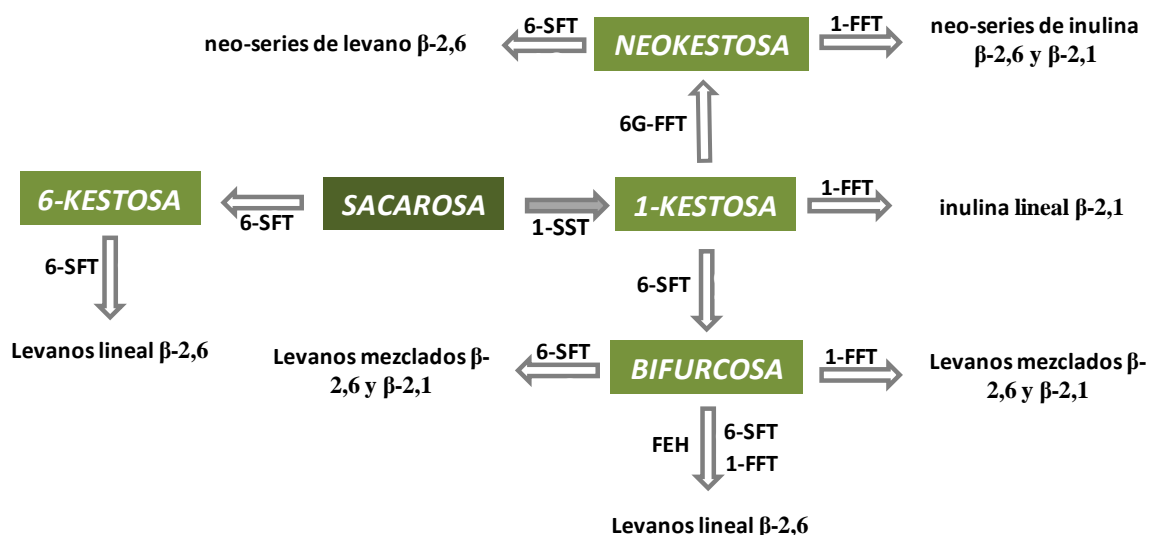 6-SFT
1-FFT
neo-series de levano β-2,6
NEOKESTOSA
neo-series de inulina
β-2,6 y β-2,1
6G-FFT
6-KESTOSA
SACAROSA
1-KESTOSA
1-FFT
6-SFT
1-SST
inulina lineal β-2,1
6-SFT
6-SFT
Levanos lineal β-2,6
Levanos mezclados β-
2,6 y β-2,1
6-SFT
BIFURCOSA
1-FFT
Levanos mezclados β-
2,6 y β-2,1
FEH
6-SFT
1-FFT
Levanos lineal β-2,6